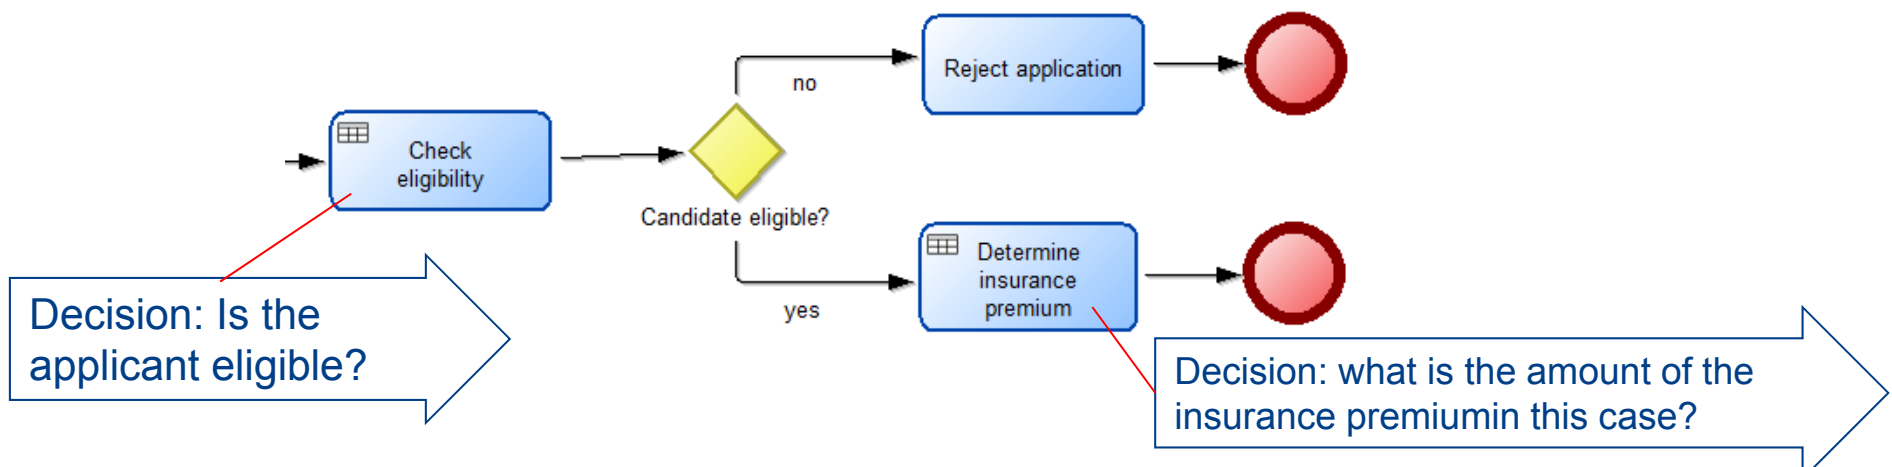 Reject application
no
Check
eligibility
Candidate eligible?
Determine
insurance
premium
yes
Decision: Is the
applicant eligible?
Decision: what is the amount of the
insurance premiumin this case?